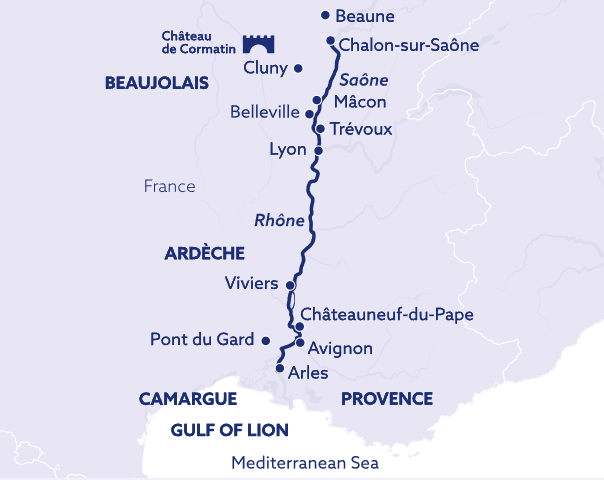 Beaune
Château
de Cormatin
Chalon-sur-Saône
Cluny
Saône
BEAUJOLAIS
Mâcon
Belleville
Trévoux
Lyon
France
Rhône
ARDÈCHE
Viviers
Châteauneuf-du-Pape
Pont du Gard
Avignon
Arles
CAMARGUE
PROVENCE
GULF OF LION
Mediterranean Sea